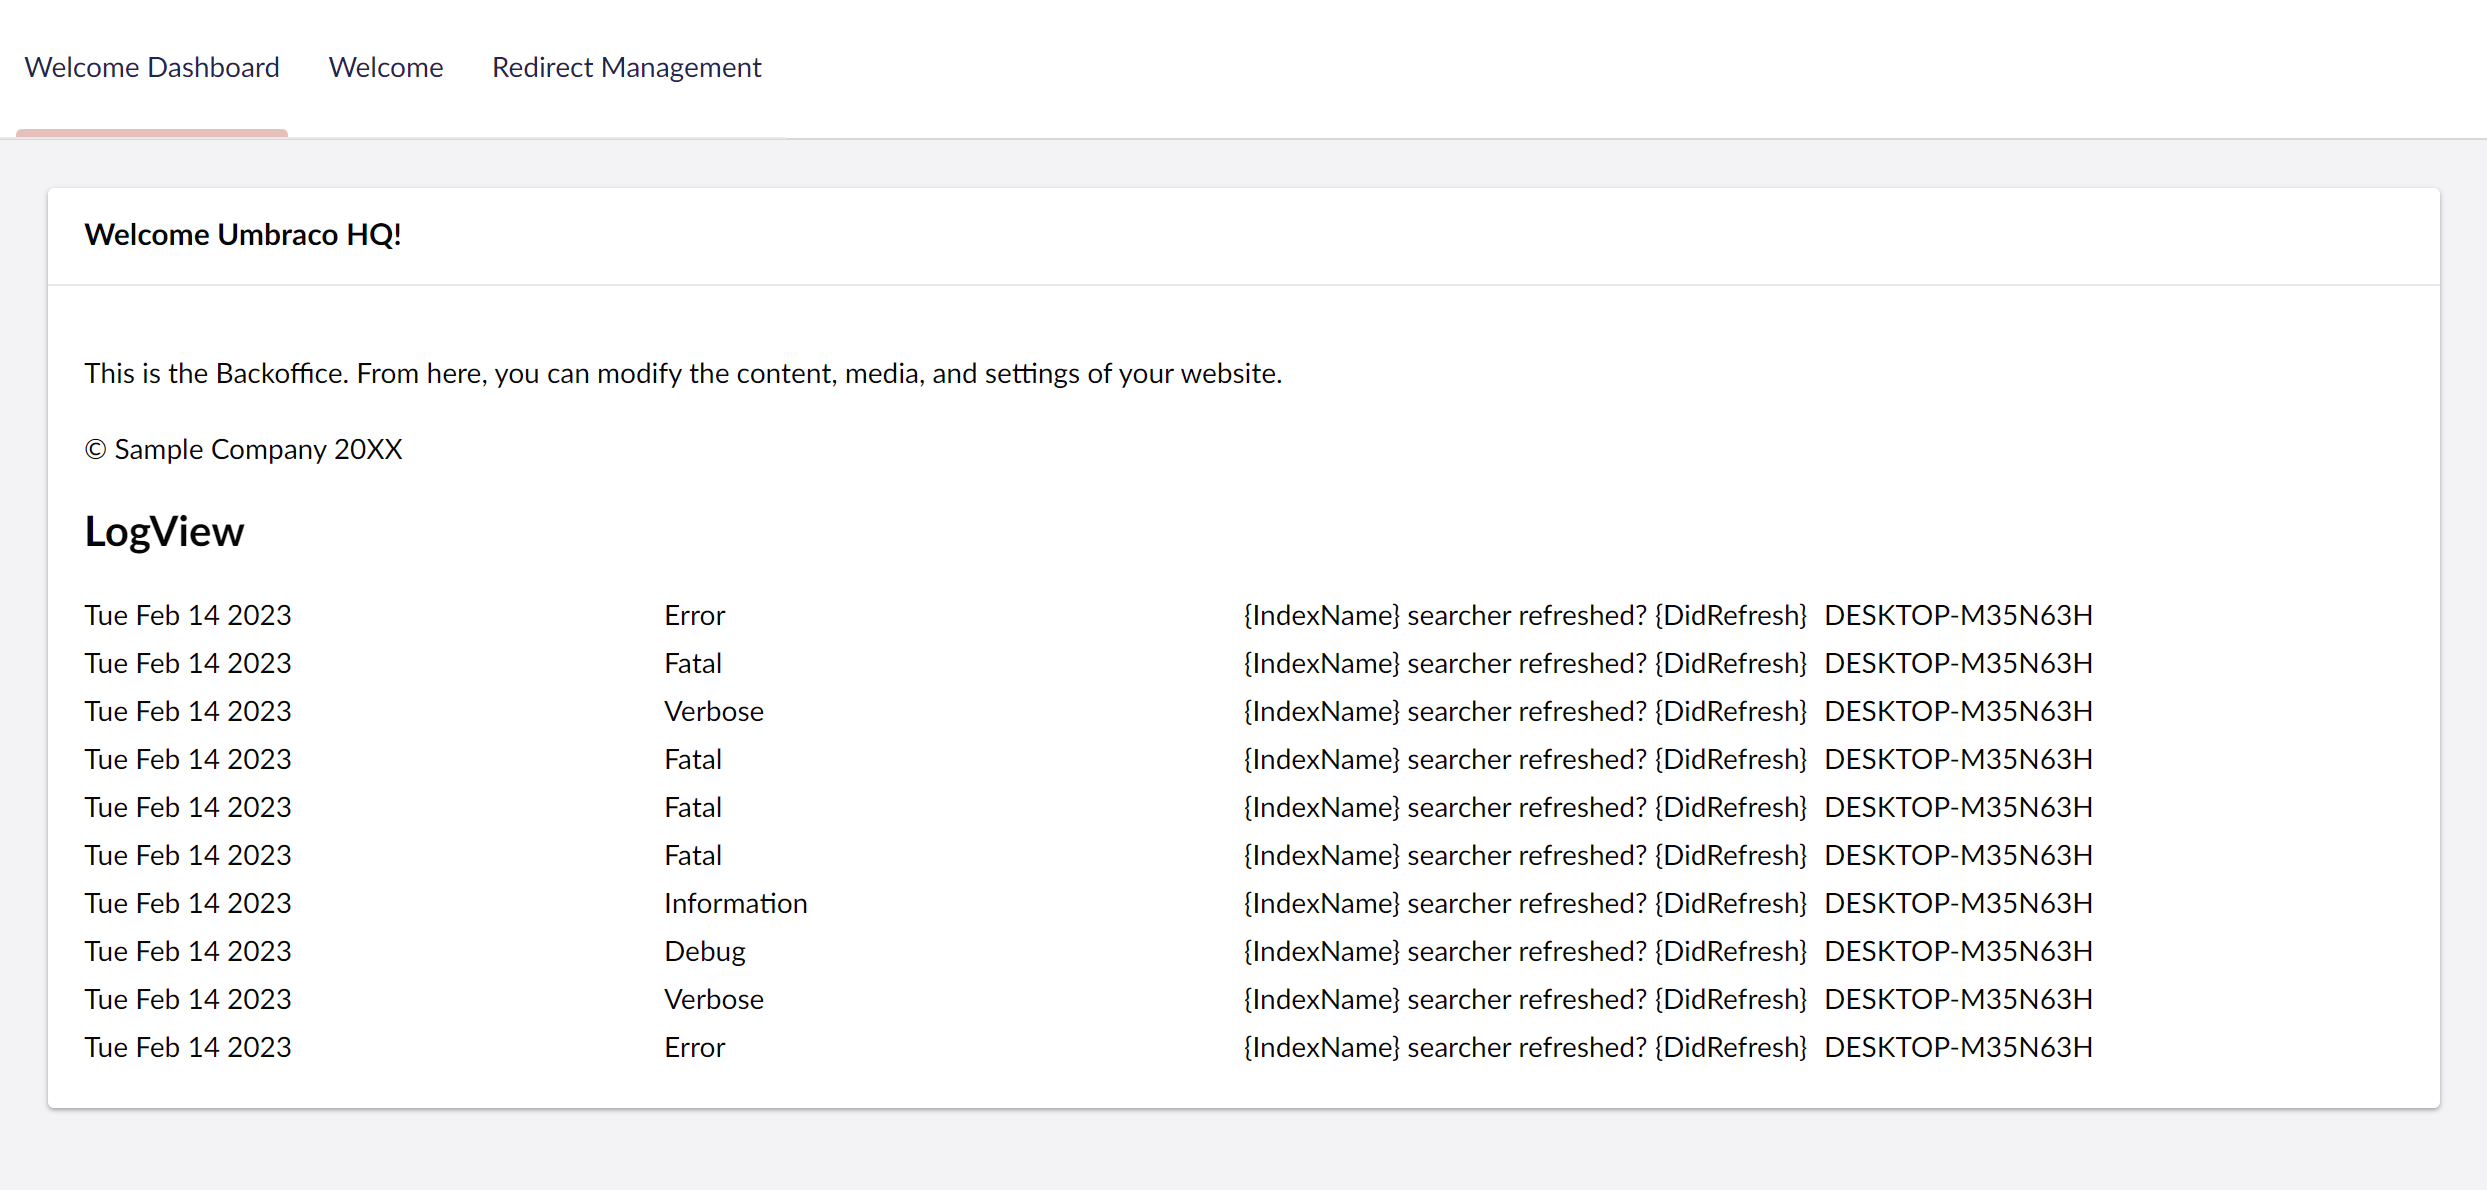 Welcome Dashboard Welcome Redirect Management
Welcome Umbraco HQ!
This is the Backoffice. From here, you can modify the content, media, and settings of your website.
© Sample Company 20XX
LogView
Tue Feb 14 2023 Error {IndexName} searcher refreshed? {DidRefresh} DESKTOP-M35N63H
Tue Feb 14 2023 Fatal {IndexName} searcher refreshed? {DidRefresh} DESKTOP-M35N63H
Tue Feb 14 2023 Verbose {IndexName} searcher refreshed? {DidRefresh} DESKTOP-M35N63H
Tue Feb 14 2023 Fatal {IndexName} searcher refreshed? {DidRefresh} DESKTOP-M35N63H
Tue Feb 14 2023 Fatal {IndexName} searcher refreshed? {DidRefresh} DESKTOP-M35N63H
Tue Feb 14 2023 Fatal {IndexName} searcher refreshed? {DidRefresh} DESKTOP-M35N63H
Tue Feb 14 2023 Information {IndexName} searcher refreshed? {DidRefresh} DESKTOP-M35N63H
Tue Feb 14 2023 Debug {IndexName} searcher refreshed? {DidRefresh} DESKTOP-M35N63H
Tue Feb 14 2023 Verbose {IndexName} searcher refreshed? {DidRefresh} DESKTOP-M35N63H
Tue Feb 14 2023 Error {IndexName} searcher refreshed? {DidRefresh} DESKTOP-M35N63H